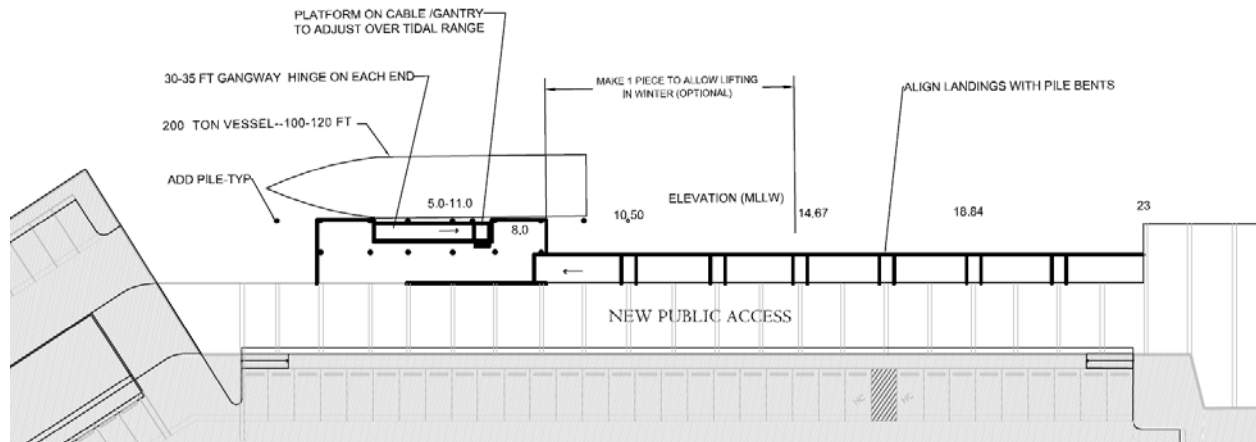 PLATFORM ON CABLE /GANTRY
TO ADJUST OVER TIDAL RANGE
30-35 FT GANGWAY HINGE ON EACH END
MAKE 1 PIECE TO ALLOW LIFTING
IN WINTER (OPTIONAL)
ALIGN LANDINGS WITH PILE BENTS
200 TON VESSEL--100-120 FT
ADD PILE-TYP
5.0-11.0
8.0
10.50
ELEVATION (MLLW)
14.67
18.84
23
NEW PUBLIC ACCESS
HC
HC